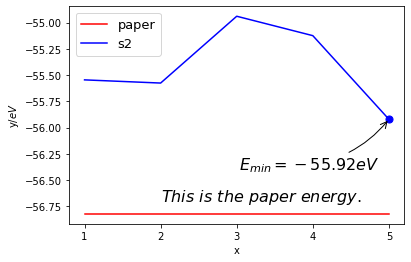 −55.00
−55.25
−55.50
−55.75
−56.00
−56.25
−56.50
−56.75
y/eV
paper
s2
E_{min} = −55.92eV
This is the paper energy.
1 2 3 4 5
x